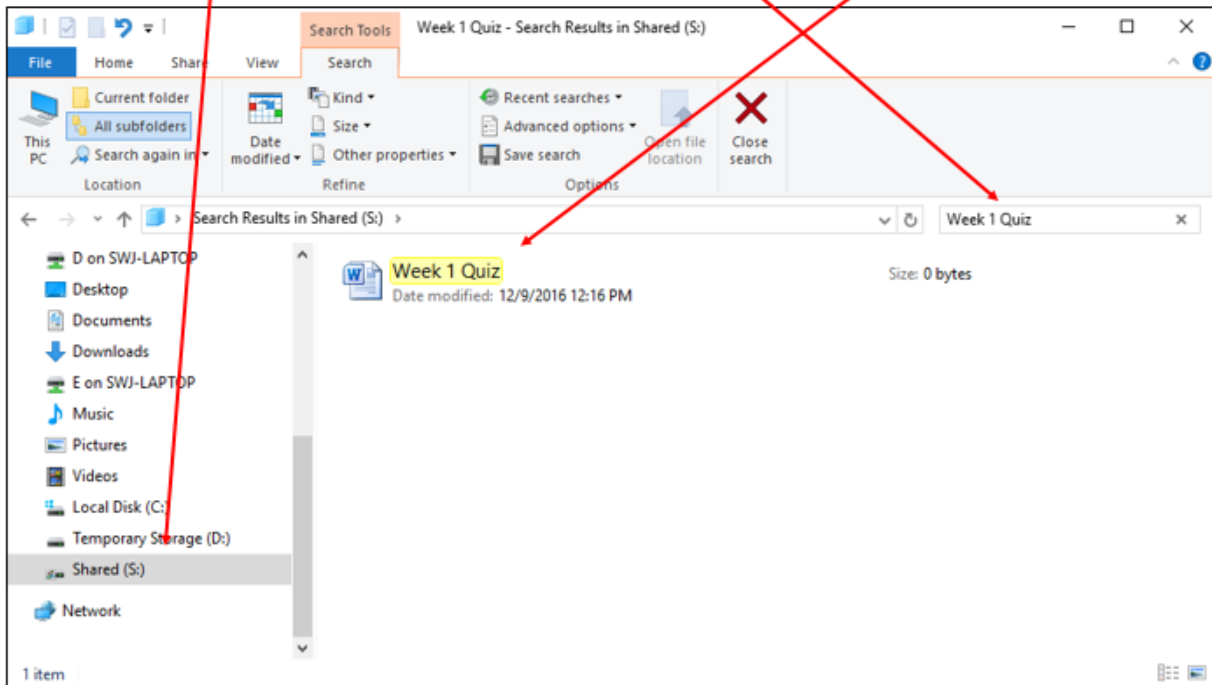 Search Tools
Week 1 Quiz - Search Results in Shared (S:)
File
Home
Share
View
Search
This PC
Current folder
All subfolders
Search again in
Location
Date modified
Kind
Size
Other properties
Refine
Recent searches
Advanced options
Save search
Open file location
Options
Close search
Search Results in Shared (S:)
Week 1 Quiz
D on SWJ-LAPTOP
Desktop
Documents
Downloads
E on SWJ-LAPTOP
Music
Pictures
Videos
Local Disk (C:)
Temporary Storage (D:)
Shared (S:)
Network
Week 1 Quiz
Date modified: 12/9/2016 12:16 PM
Size: 0 bytes
1 item